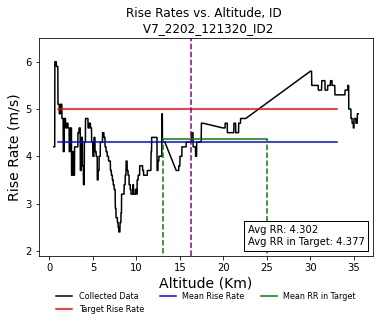 Rise Rates vs. Altitude, ID
V7_2202_121320_ID2
Rise Rate (m/s)
6
5
4
3
2
Avg RR: 4.302
Avg RR in Target: 4.377
0 5 10 15 20 25 30 35
Altitude (Km)
Collected Data Mean Rise Rate Mean RR in Target
Target Rise Rate